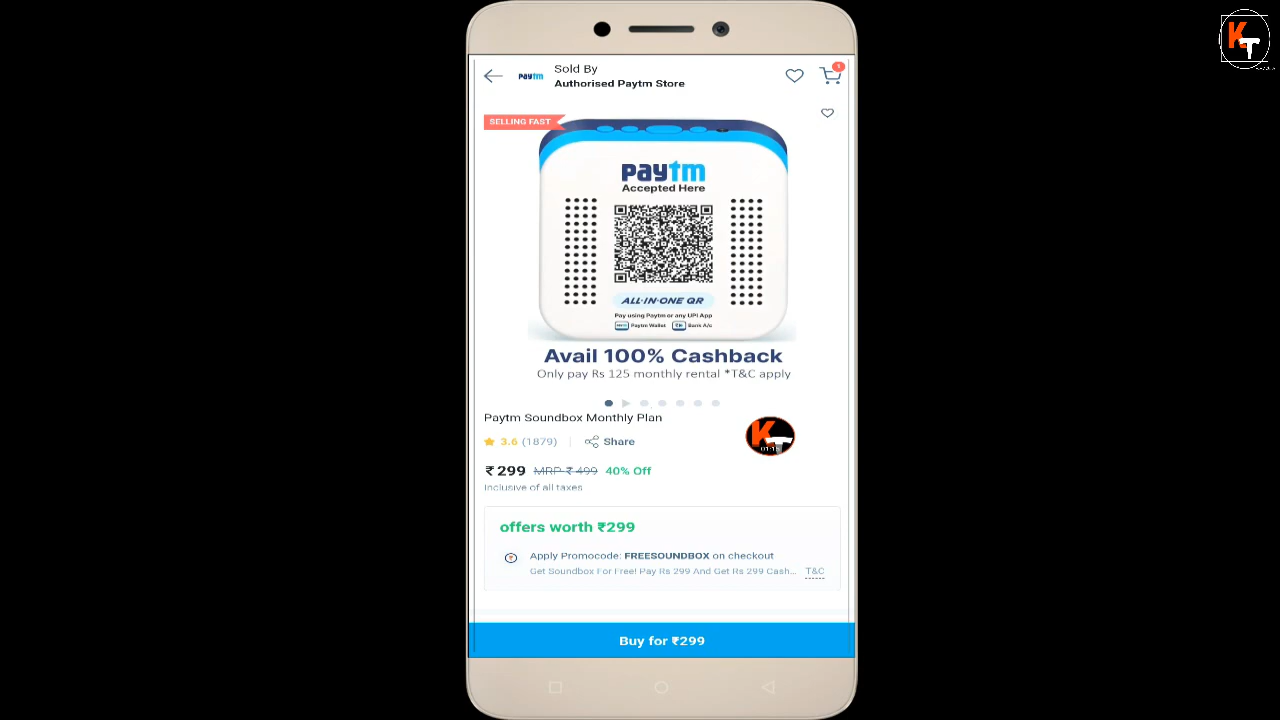 KT
paytm
Sold By
Authorised Paytm Store
1
SELLING FAST
paytm
Accepted Here
ALL-IN-ONE QR
Pay using Paytm or any UPI App
Paytm Wallet
Bank A/c
Avail 100% Cashback
Only pay Rs 125 monthly rental *T&C apply
Paytm Soundbox Monthly Plan
3.6 (1879)
Share
KT
₹299 MRP ₹499 40% Off
Inclusive of all taxes
offers worth ₹299
Apply Promocode: FREESOUNDBOX on checkout
Get Soundbox For Free! Pay Rs 299 And Get Rs 299 Cash... T&C
Buy for ₹299